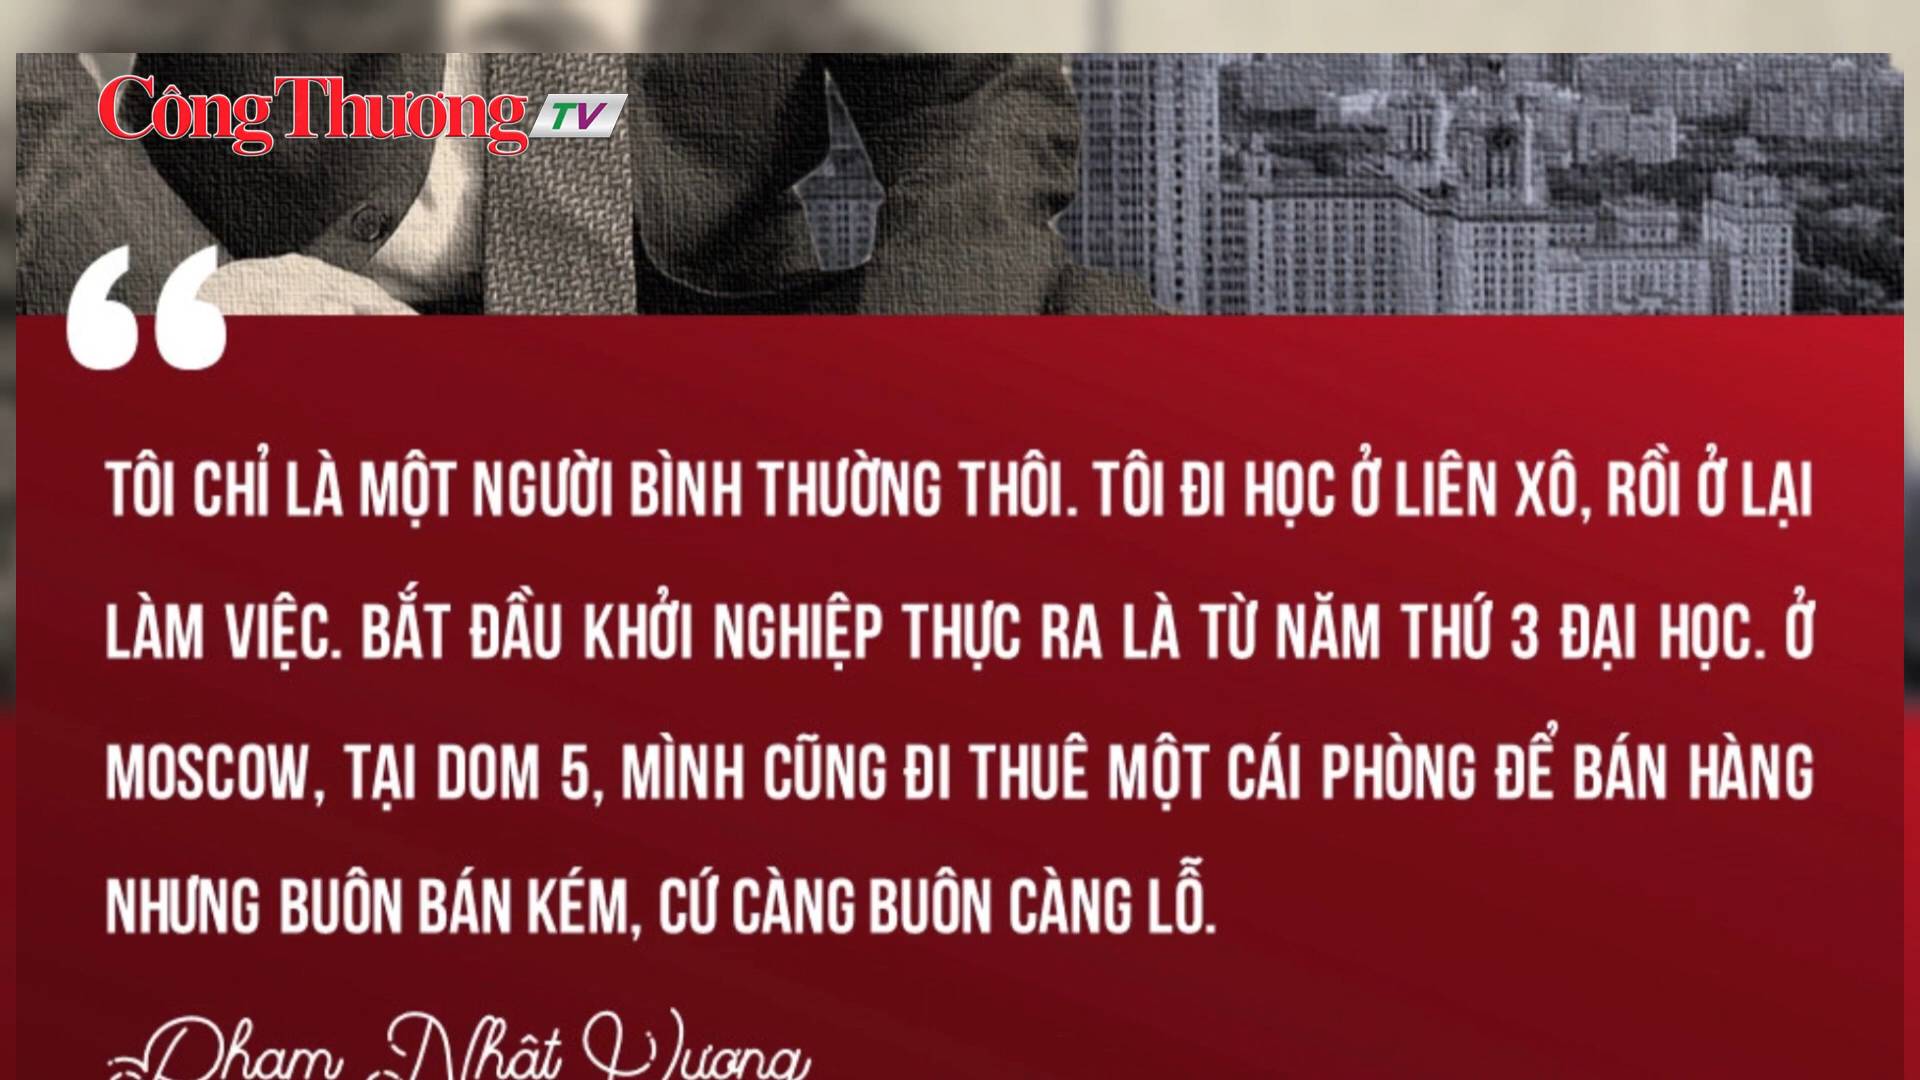 Công Thương TV
“
TÔI CHỈ LÀ MỘT NGƯỜI BÌNH THƯỜNG THÔI. TÔI ĐI HỌC Ở LIÊN XÔ, RỒI Ở LẠI
LÀM VIỆC. BẮT ĐẦU KHỞI NGHIỆP THỰC RA LÀ TỪ NĂM THỨ 3 ĐẠI HỌC. Ở
MOSCOW, TẠI DOM 5, MÌNH CŨNG ĐI THUÊ MỘT CÁI PHÒNG ĐỂ BÁN HÀNG
NHƯNG BUÔN BÁN KÉM, CỨ CÀNG BUÔN CÀNG LỖ.
Phạm Nhật Vượng